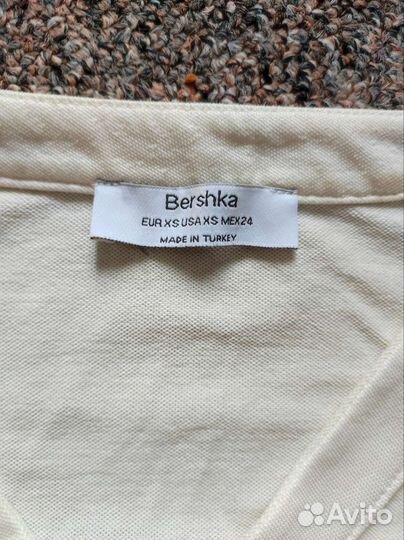 Bershka
EUR XS USA XS MEX 24
MADE IN TURKEY
Avito